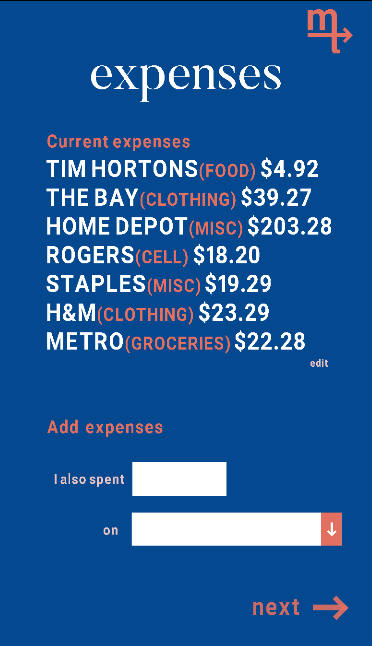 expenses
Current expenses
TIM HORTONS(FOOD) $4.92
THE BAY(CLOTHING) $39.27
HOME DEPOT(MISC) $203.28
ROGERS(CELL) $18.20
STAPLES(MISC) $19.29
H&M(CLOTHING) $23.29
METRO(GROCERIES) $22.28
edit
Add expenses
I also spent
on
next